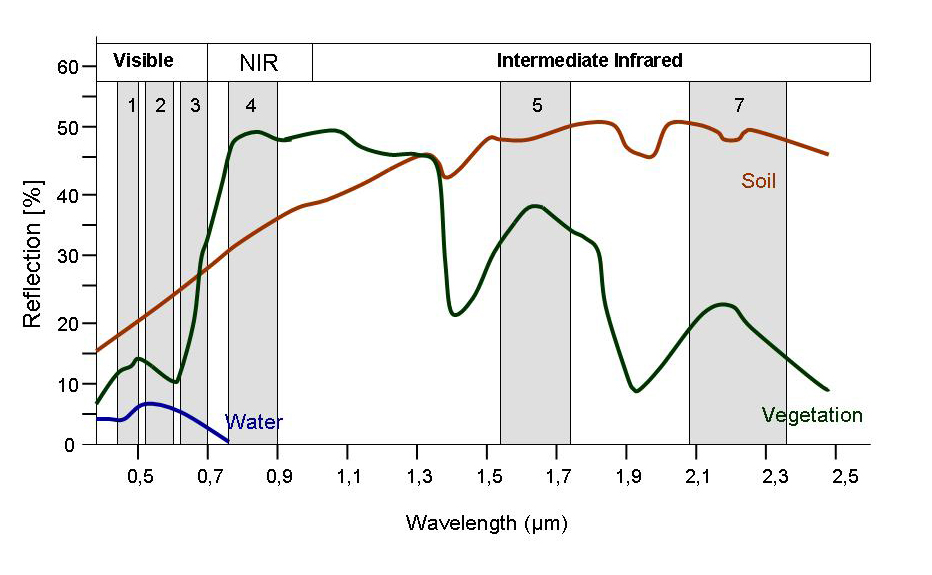 Visible NIR Intermediate Infrared
1 2 3 4 5 7
60
50
40
30
20
10
0
Reflection [%]
Soil
Vegetation
Water
0,5 0,7 0,9 1,1 1,3 1,5 1,7 1,9 2,1 2,3 2,5
Wavelength (µm)